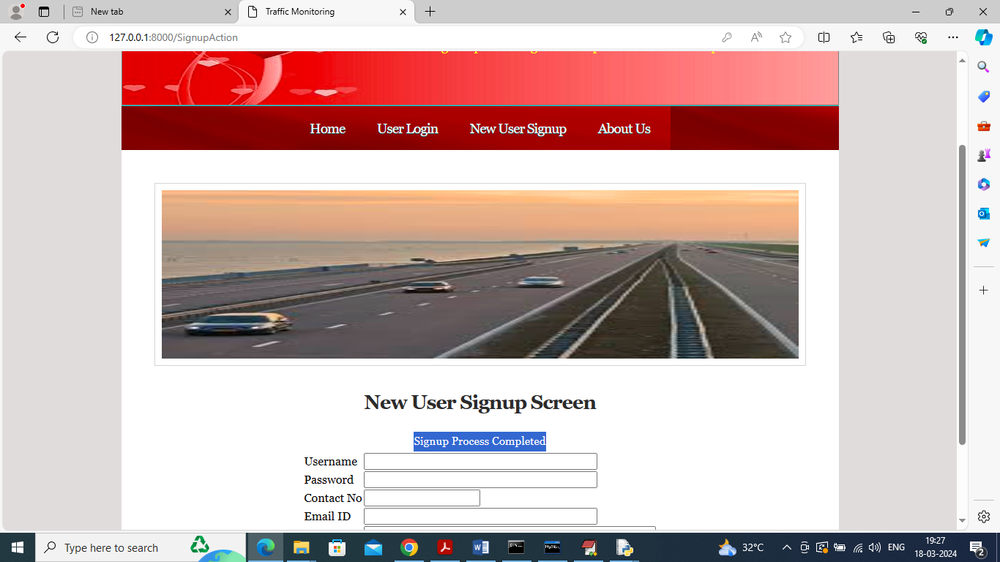 New tab
Traffic Monitoring
127.0.0.1:8000/SignupAction
Home User Login New User Signup About Us
New User Signup Screen
Signup Process Completed
Username
Password
Contact No
Email ID
Type here to search
32°C
ENG
19:27
18-03-2024
2